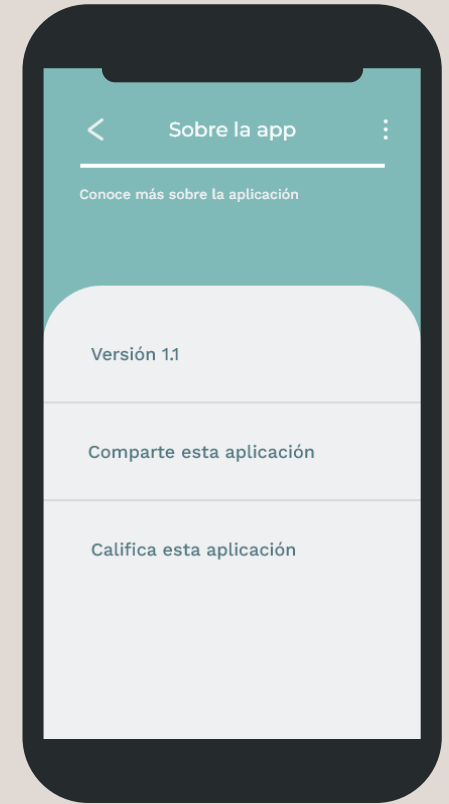 Sobre la app
Conoce más sobre la aplicación
Versión 1.1
Comparte esta aplicación
Califica esta aplicación